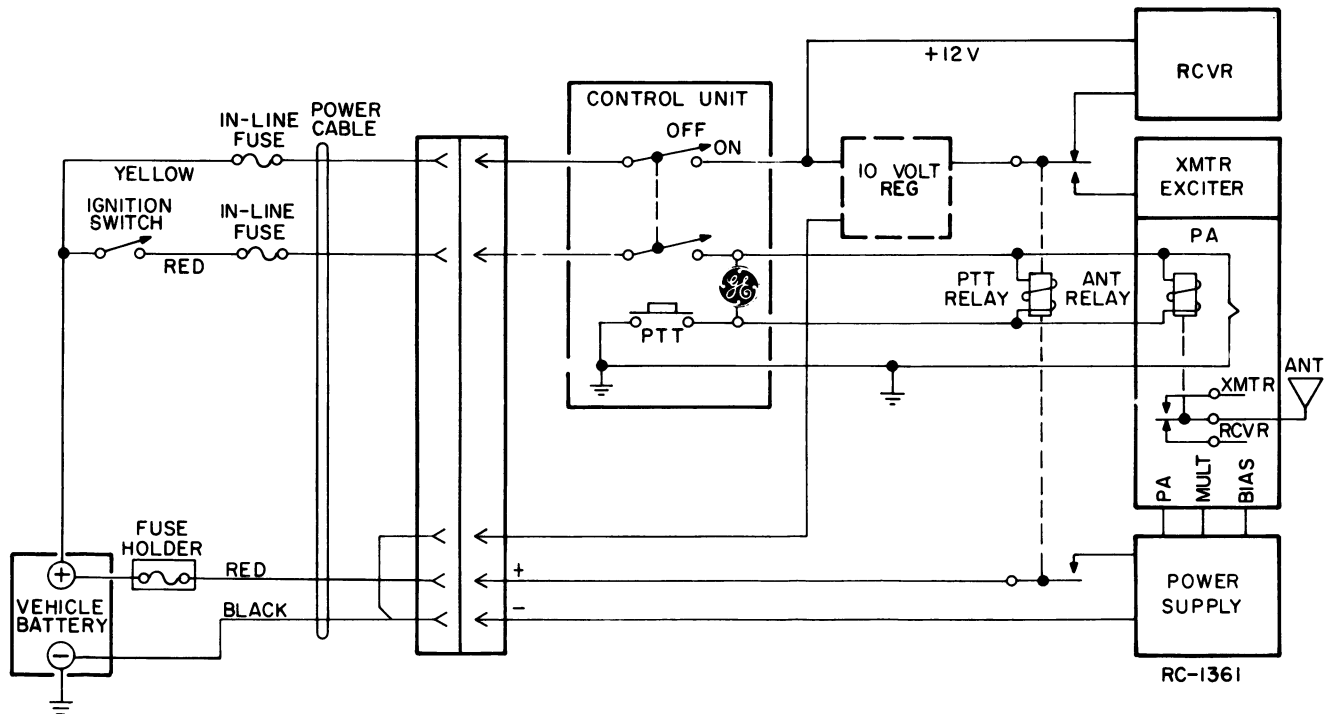 RCVR
+12V
CONTROL UNIT
OFF
ON
IN-LINE
FUSE
POWER
CABLE
YELLOW
10 VOLT
REG
XMTR
EXCITER
IGNITION
SWITCH
IN-LINE
FUSE
RED
PA
GE
PTT
RELAY
ANT
RELAY
PTT
ANT
XMTR
RCVR
PA
MULT
BIAS
FUSE
HOLDER
RED
+
+
VEHICLE
BATTERY
BLACK
-
-
POWER
SUPPLY
RC-1361